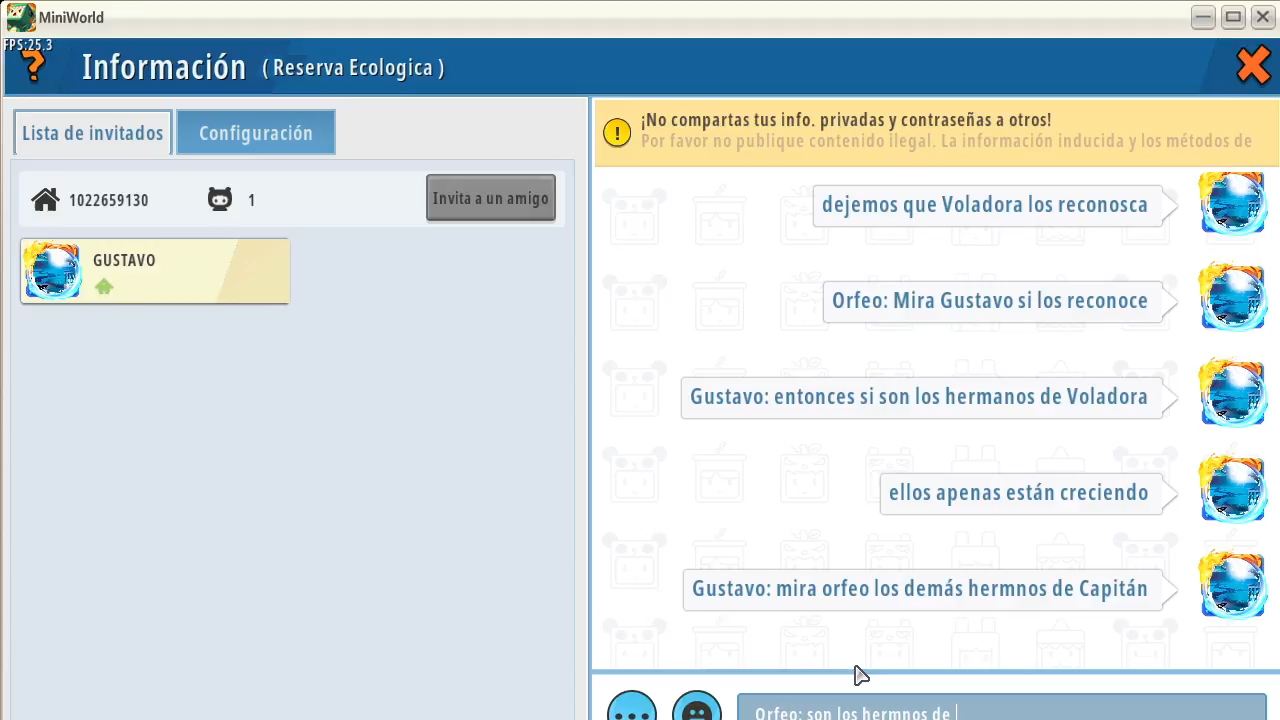 MiniWorld
FPS:25.3
Información ( Reserva Ecologica )
Lista de invitados
Configuración
1022659130
1
Invita a un amigo
GUSTAVO
¡No compartas tus info. privadas y contraseñas a otros!
Por favor no publique contenido ilegal. La información inducida y los métodos de
dejemos que Voladora los reconosca
Orfeo: Mira Gustavo si los reconoce
Gustavo: entonces si son los hermanos de Voladora
ellos apenas están creciendo
Gustavo: mira orfeo los demás hermnos de Capitán
Orfeo: son los hermnos de